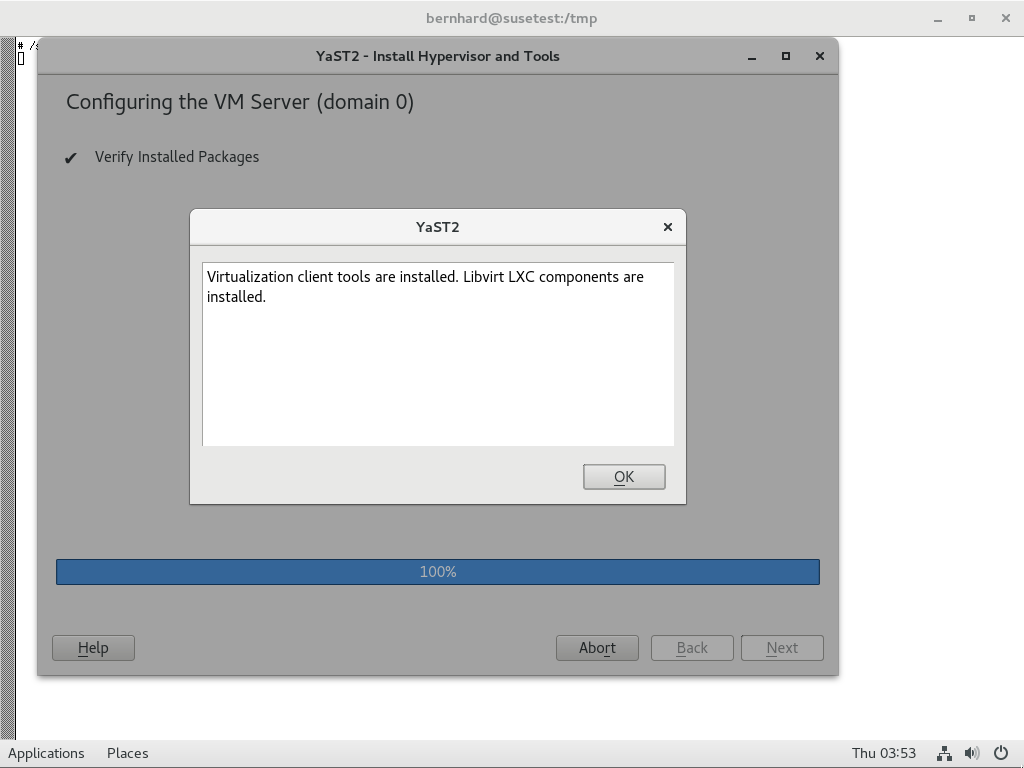 bernhard@susetest:/tmp
# /
YaST2 - Install Hypervisor and Tools
Configuring the VM Server (domain 0)
✔ Verify Installed Packages
YaST2
Virtualization client tools are installed. Libvirt LXC components are
installed.
OK
100%
Help Abort Back Next
Applications Places Thu 03:53